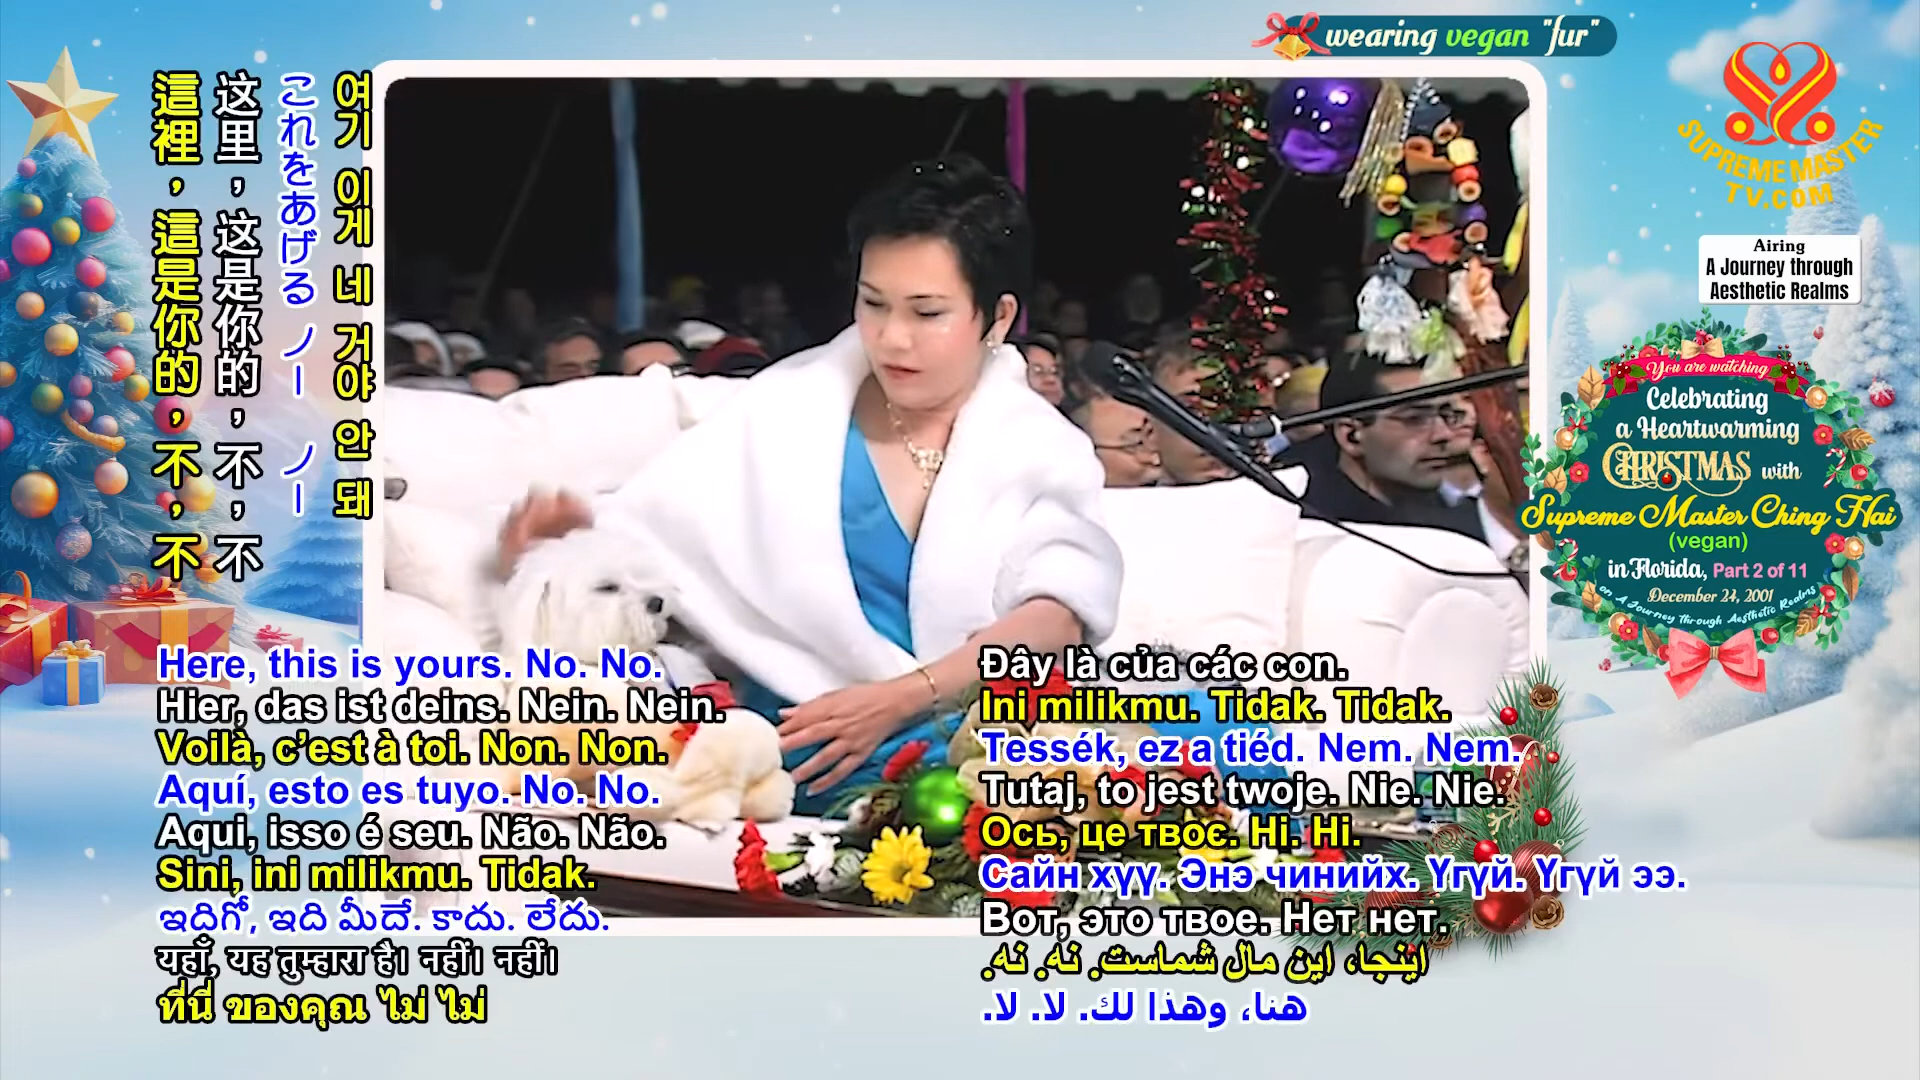 wearing vegan "fur"
SUPREME MASTER
TV.COM
Airing
A Journey through
Aesthetic Realms
You are watching
Celebrating
a Heartwarming
CHRISTMAS with
Supreme Master Ching Hai
(vegan)
in Florida, Part 2 of 11
December 24, 2001
on A Journey through Aesthetic Realms
這裡，這是你的，不，不
这里，这是你的，不，不
これをあげる ノー ノー
여기 이게 네 거야 안 돼
Here, this is yours. No. No.
Hier, das ist deins. Nein. Nein.
Voilà, c’est à toi. Non. Non.
Aquí, esto es tuyo. No. No.
Aqui, isso é seu. Não. Não.
Sini, ini milikmu. Tidak.
ఇదిగో, ఇది మీదే. కాదు. లేదు.
यहाँ, यह तुम्हारा है। नहीं। नहीं।
ที่นี่ ของคุณ ไม่ ไม่
Đây là của các con.
Ini milikmu. Tidak. Tidak.
Tessék, ez a tiéd. Nem. Nem.
Tutaj, to jest twoje. Nie. Nie.
Ось, це твоє. Ні. Ні.
Сайн хүү. Энэ чинийх. Үгүй. Үгүй ээ.
Вот, это твое. Нет нет.
اینجا، این مال شماست. نه. نه.
هنا، وهذا لك. لا. لا.